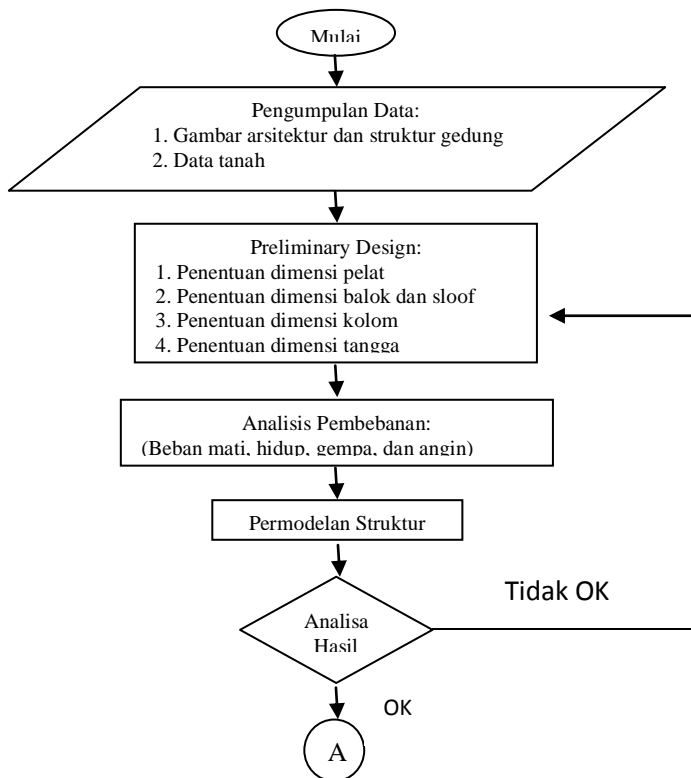 Mulai
Pengumpulan Data:
1. Gambar arsitektur dan struktur gedung
2. Data tanah
Preliminary Design:
1. Penentuan dimensi pelat
2. Penentuan dimensi balok dan sloof
3. Penentuan dimensi kolom
4. Penentuan dimensi tangga
Analisis Pembebanan:
(Beban mati, hidup, gempa, dan angin)
Permodelan Struktur
Tidak OK
Analisa
Hasil
OK
A